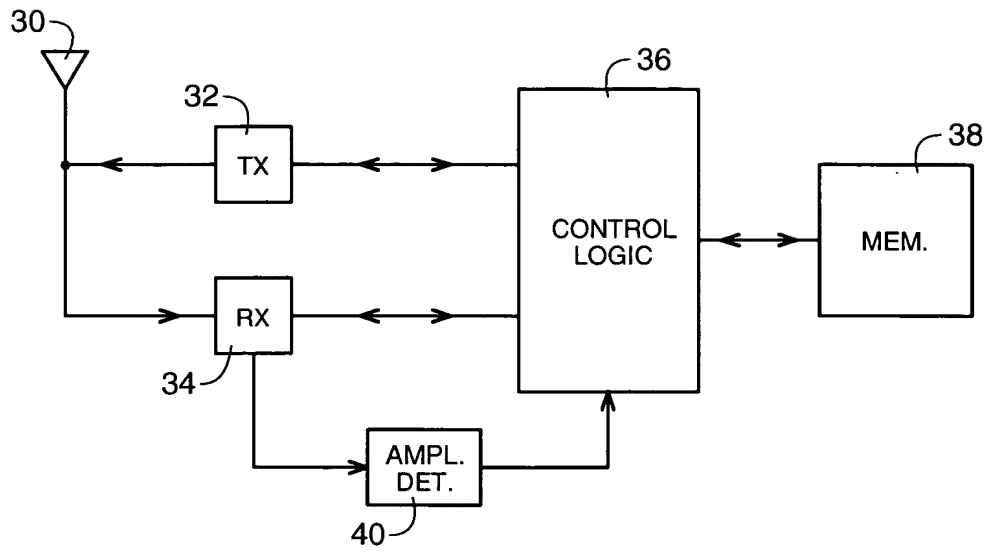 30
36
32
38
TX
CONTROL
LOGIC
MEM.
RX
34
AMPL.
DET.
40